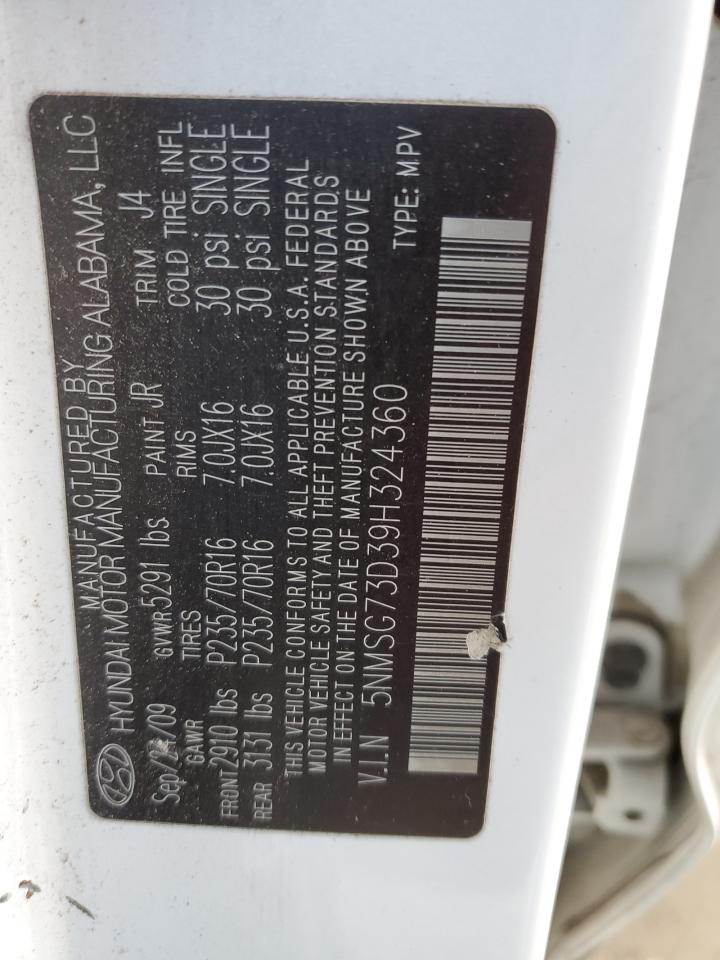 MANUFACTURED BY
HYUNDAI MOTOR MANUFACTURING ALABAMA, LLC
GVWR 5291 lbs PAINT JR TRIM J4
GAWR TIRES RIMS COLD TIRE INFL
FRONT 2910 lbs P235/70R16 7.0JX16 30 psi SINGLE
REAR 3131 lbs P235/70R16 7.0JX16 30 psi SINGLE
THIS VEHICLE CONFORMS TO ALL APPLICABLE U.S.A. FEDERAL
MOTOR VEHICLE SAFETY AND THEFT PREVENTION STANDARDS
IN EFFECT ON THE DATE OF MANUFACTURE SHOWN ABOVE
V.I.N 5NMSG73D39H324360 TYPE: MPV